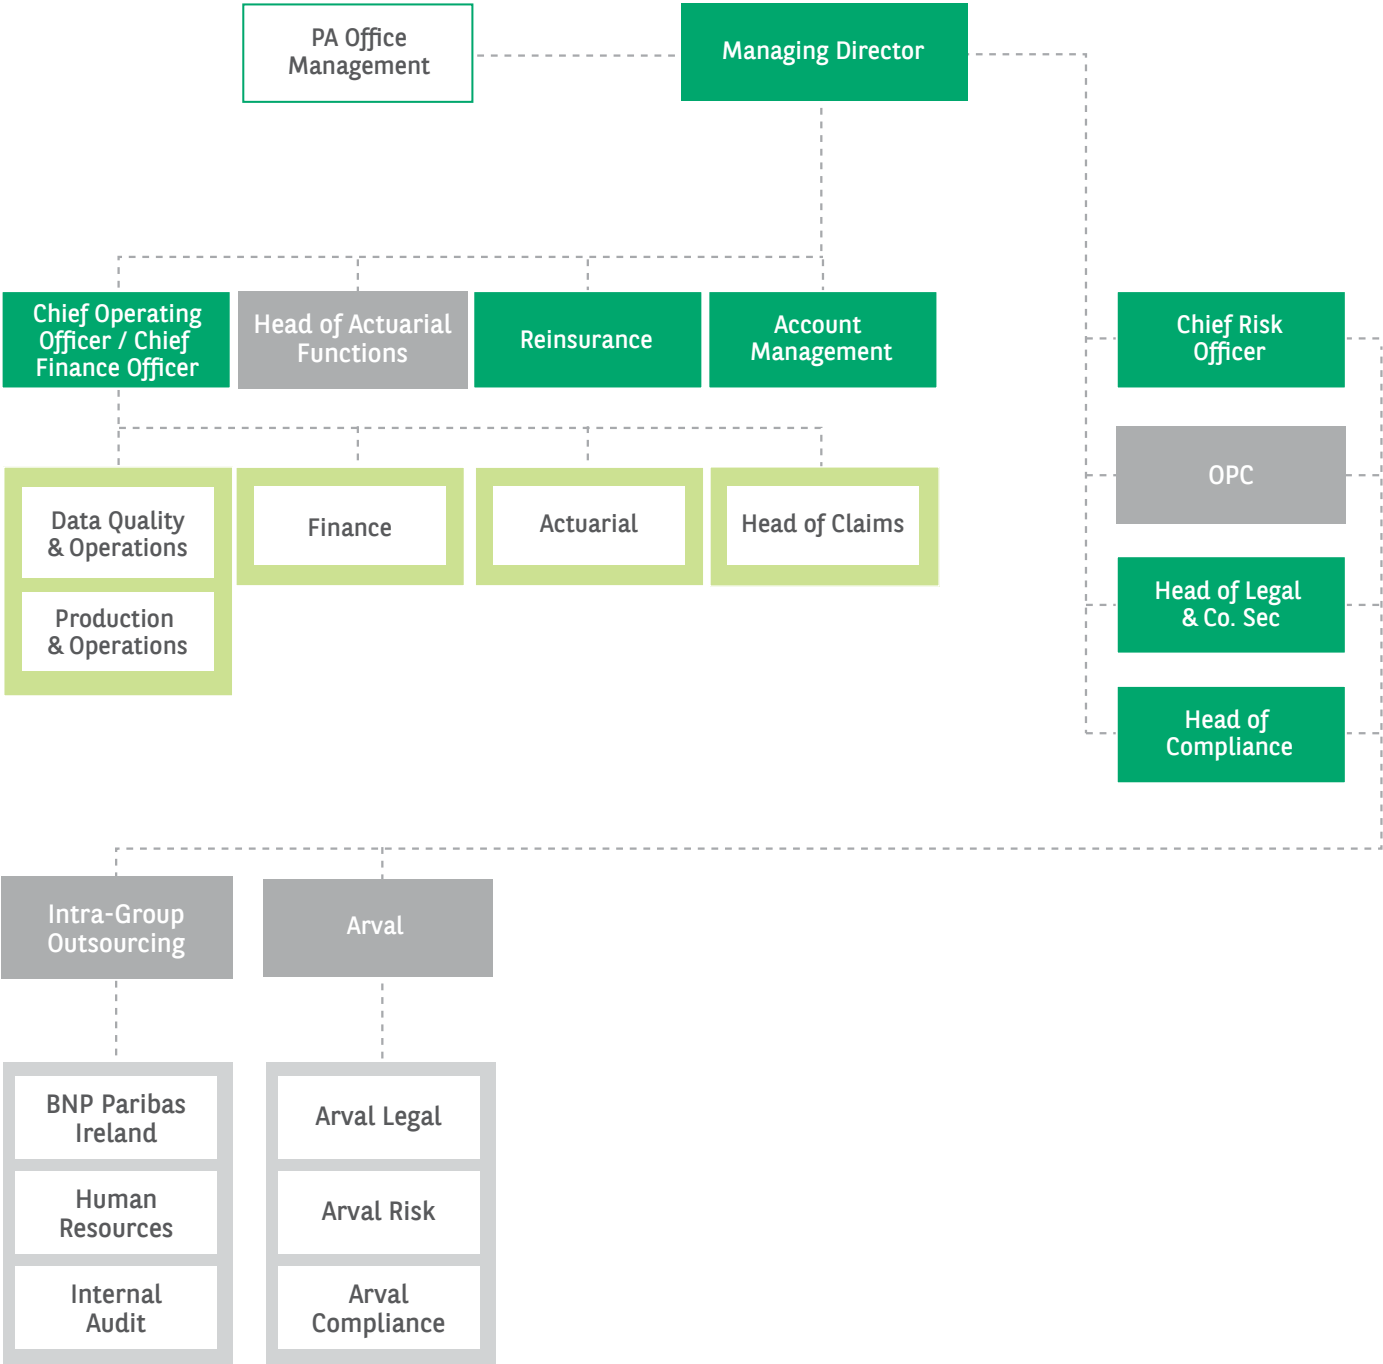 PA Office
Management
Managing Director
Chief Operating
Officer / Chief
Finance Officer
Head of Actuarial
Functions
Reinsurance
Account
Management
Chief Risk
Officer
OPC
Head of Legal
& Co. Sec
Head of
Compliance
Data Quality
& Operations
Production
& Operations
Finance
Actuarial
Head of Claims
Intra-Group
Outsourcing
Arval
BNP Paribas
Ireland
Human
Resources
Internal
Audit
Arval Legal
Arval Risk
Arval
Compliance